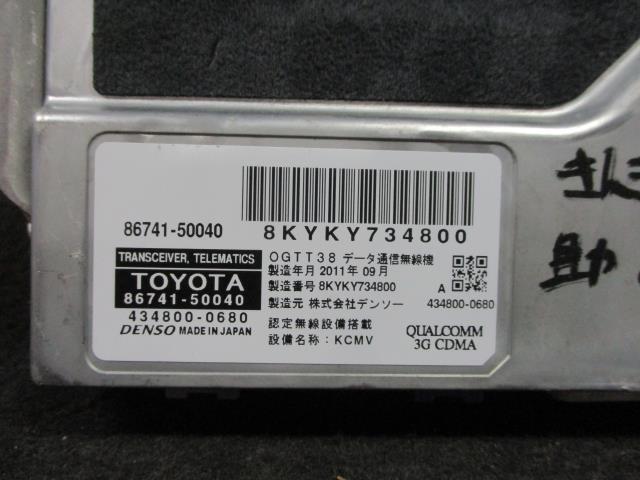 86741-50040
8KYKY734800
TRANSCEIVER, TELEMATICS
TOYOTA
86741-50040
434800-0680
DENSO MADE IN JAPAN
OGTT38 データ通信無線機
製造年月 2011年 09月
製造番号 8KYKY734800
A
製造元 株式会社デンソー
434800-0680
認定無線設備搭載
設備名称：KCMV
QUALCOMM
3G CDMA
きん
助